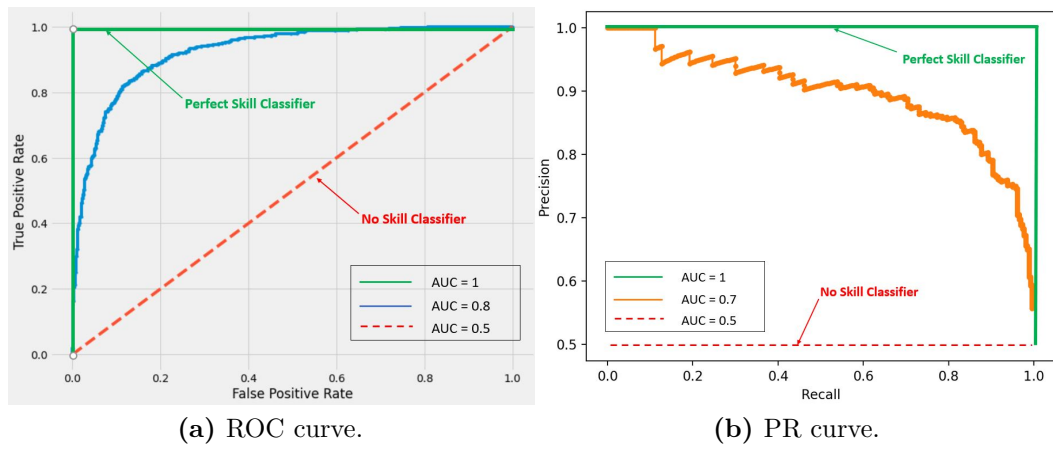 1.0
0.8
0.6
0.4
0.2
0.0
True Positive Rate
Perfect Skill Classifier
No Skill Classifier
AUC = 1
AUC = 0.8
AUC = 0.5
0.0 0.2 0.4 0.6 0.8 1.0
False Positive Rate
(a) ROC curve.
1.0
0.9
0.8
0.7
0.6
0.5
Precision
Perfect Skill Classifier
No Skill Classifier
AUC = 1
AUC = 0.7
AUC = 0.5
0.0 0.2 0.4 0.6 0.8 1.0
Recall
(b) PR curve.